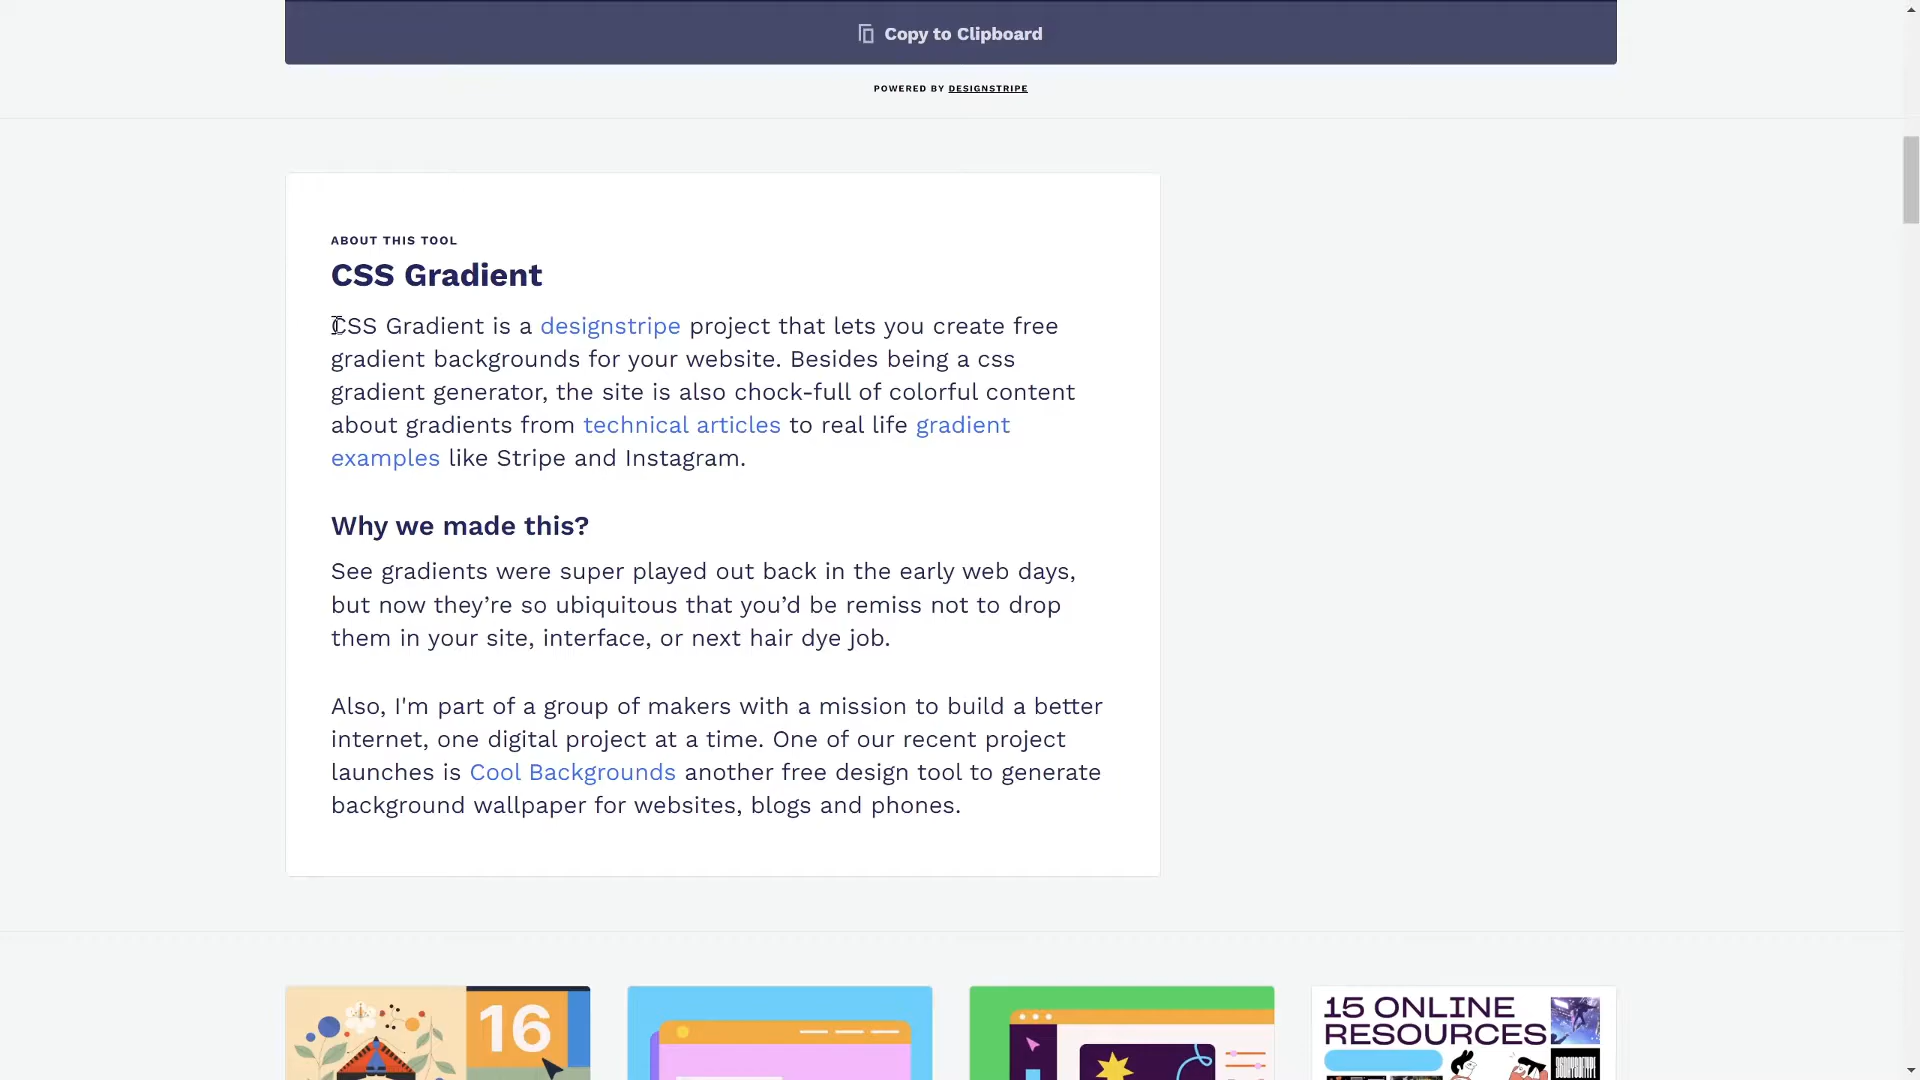 Copy to Clipboard
POWERED BY DESIGNSTRIPE
ABOUT THIS TOOL
CSS Gradient
CSS Gradient is a designstripe project that lets you create free
gradient backgrounds for your website. Besides being a css
gradient generator, the site is also chock-full of colorful content
about gradients from technical articles to real life gradient
examples like Stripe and Instagram.
Why we made this?
See gradients were super played out back in the early web days,
but now they’re so ubiquitous that you’d be remiss not to drop
them in your site, interface, or next hair dye job.
Also, I'm part of a group of makers with a mission to build a better
internet, one digital project at a time. One of our recent project
launches is Cool Backgrounds another free design tool to generate
background wallpaper for websites, blogs and phones.
16
15 ONLINE
RESOURCES